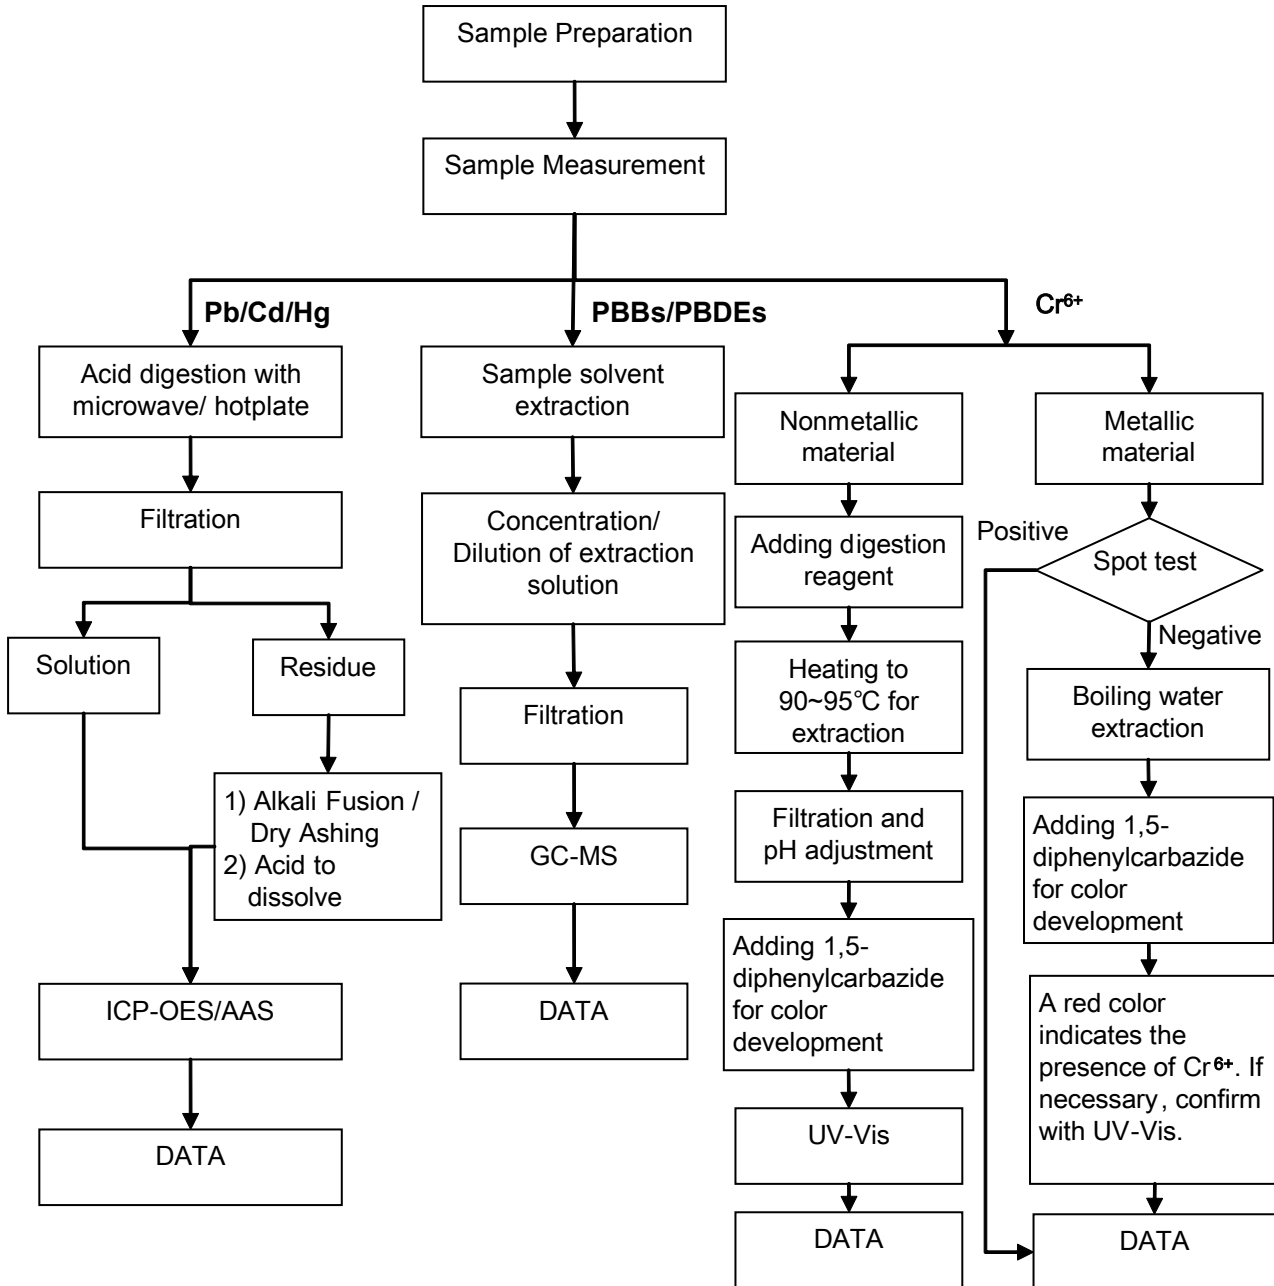 Sample Preparation
Sample Measurement
Pb/Cd/Hg
PBBs/PBDEs
Cr⁶⁺
Acid digestion with
microwave/ hotplate
Filtration
Solution
Residue
1) Alkali Fusion /
Dry Ashing
2) Acid to
dissolve
ICP-OES/AAS
DATA
Sample solvent
extraction
Concentration/
Dilution of extraction
solution
Filtration
GC-MS
DATA
Nonmetallic
material
Adding digestion
reagent
Heating to
90~95℃ for
extraction
Filtration and
pH adjustment
Adding 1,5-
diphenylcarbazide
for color
development
UV-Vis
DATA
Metallic
material
Positive
Spot test
Negative
Boiling water
extraction
Adding 1,5-
diphenylcarbazide
for color
development
A red color
indicates the
presence of Cr⁶⁺. If
necessary, confirm
with UV-Vis.
DATA